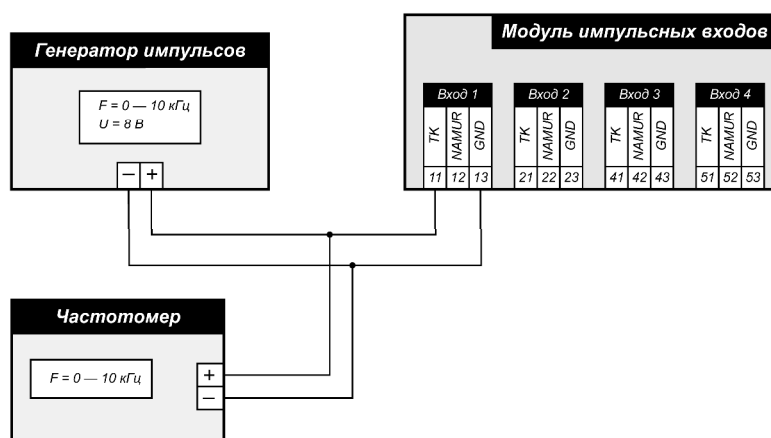 Генератор импульсов
F = 0 — 10 кГц
U = 8 В
— +
Модуль импульсных входов
Вход 1 Вход 2 Вход 3 Вход 4
ТК NAMUR GND ТК NAMUR GND ТК NAMUR GND ТК NAMUR GND
11 12 13 21 22 23 41 42 43 51 52 53
Частотомер
F = 0 — 10 кГц
+
—